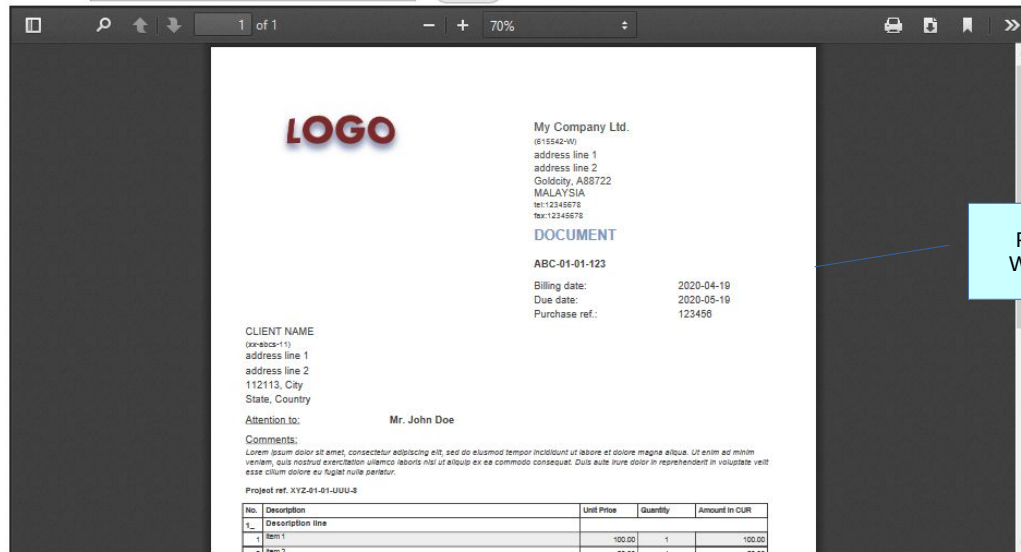 1 of 1
70%
LOGO
My Company Ltd.
(615542-W)
address line 1
address line 2
Goldcity, A88722
MALAYSIA
tel:12345678
fax:12345678
DOCUMENT
ABC-01-01-123
Billing date: 2020-04-19
Due date: 2020-05-19
Purchase ref.: 123456
CLIENT NAME
(xx-abcs-11)
address line 1
address line 2
112113, City
State, Country
Attention to: Mr. John Doe
Comments:
Lorem ipsum dolor sit amet, consectetur adipiscing elit, sed do eiusmod tempor incididunt ut labore et dolore magna aliqua. Ut enim ad minim
veniam, quis nostrud exercitation ullamco laboris nisi ut aliquip ex ea commodo consequat. Duis aute irure dolor in reprehenderit in voluptate velit
esse cillum dolore eu fugiat nulla pariatur.
Project ref. XYZ-01-01-UUU-8
No. Description Unit Price Quantity Amount in CUR
1_ Description line
1 Item 1 100.00 1 100.00